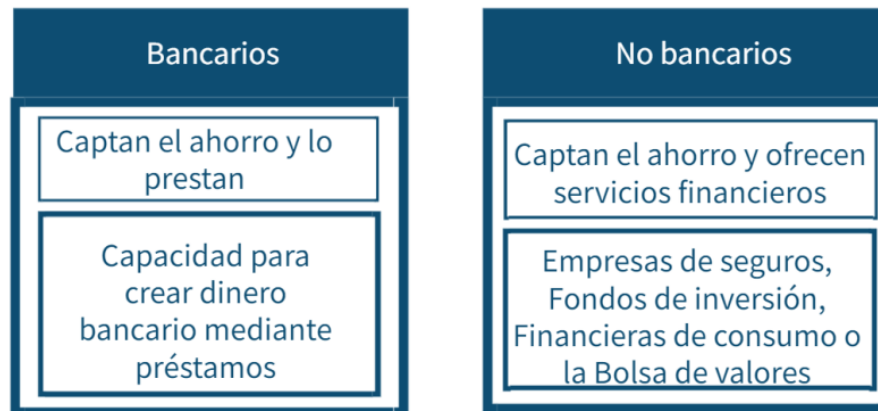 Bancarios
Captan el ahorro y lo
prestan
Capacidad para
crear dinero
bancario mediante
préstamos
No bancarios
Captan el ahorro y ofrecen
servicios financieros
Empresas de seguros,
Fondos de inversión,
Financieras de consumo o
la Bolsa de valores